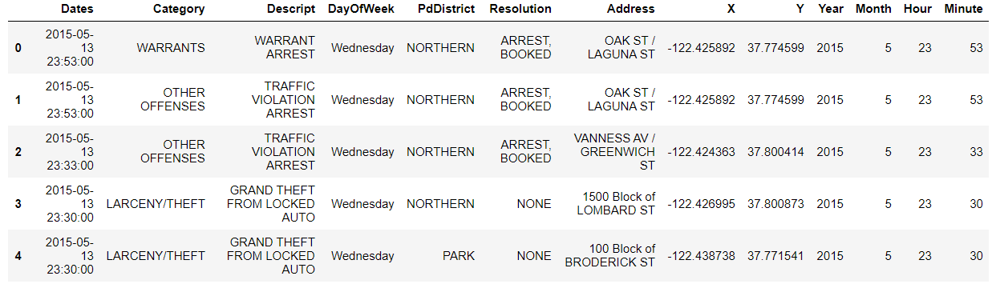 Dates Category Descript DayOfWeek PdDistrict Resolution Address X Y Year Month Hour Minute
0 2015-05-13 23:53:00 WARRANTS WARRANT ARREST Wednesday NORTHERN ARREST, BOOKED OAK ST / LAGUNA ST -122.425892 37.774599 2015 5 23 53
1 2015-05-13 23:53:00 OTHER OFFENSES TRAFFIC VIOLATION ARREST Wednesday NORTHERN ARREST, BOOKED OAK ST / LAGUNA ST -122.425892 37.774599 2015 5 23 53
2 2015-05-13 23:33:00 OTHER OFFENSES TRAFFIC VIOLATION ARREST Wednesday NORTHERN ARREST, BOOKED VANNESS AV / GREENWICH ST -122.424363 37.800414 2015 5 23 33
3 2015-05-13 23:30:00 LARCENY/THEFT GRAND THEFT FROM LOCKED AUTO Wednesday NORTHERN NONE 1500 Block of LOMBARD ST -122.426995 37.800873 2015 5 23 30
4 2015-05-13 23:30:00 LARCENY/THEFT GRAND THEFT FROM LOCKED AUTO Wednesday PARK NONE 100 Block of BRODERICK ST -122.438738 37.771541 2015 5 23 30